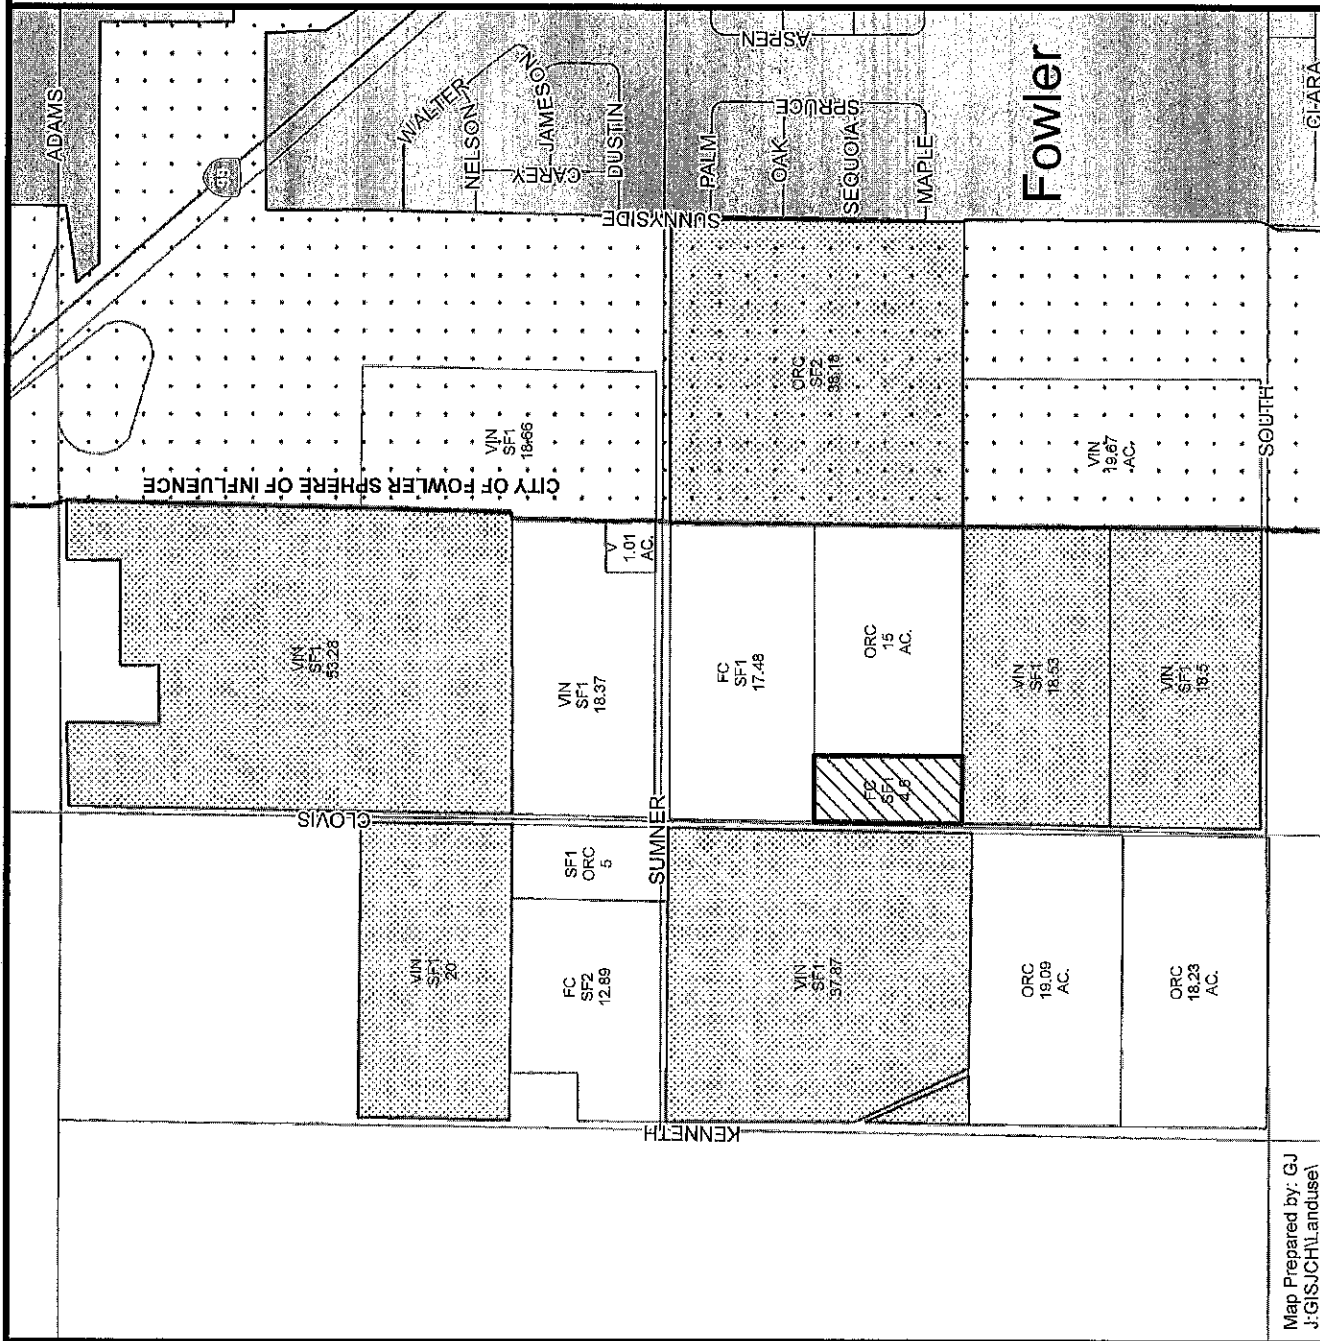 ADAMS
WALTER
NELSON
JAMESON
CAREY
DUSTIN
ASPEN
PALM
OAK
SPRUCE
SEQUOIA
MAPLE
Fowler
CLARA
SUNNYSIDE
CITY OF FOWLER SPHERE OF INFLUENCE
VIN
SF1
18.66
ORC
SF2
38.18
VIN
19.67
AC.
SOUTH
VIN
SF1
53.28
VIN
SF1
18.37
V
1.01
AC.
FC
SF1
17.48
ORC
15
AC.
FC
SF1
VIN
SF1
18.53
VIN
SF1
18.5
CLOVIS
SUMNER
VIN
SF1
20
SF1
ORC
5
FC
SF2
12.89
VIN
SF1
37.87
ORC
19.09
AC.
ORC
18.23
AC.
KENNETH
Map Prepared by: GJ
J:GISJCH\Landuse\